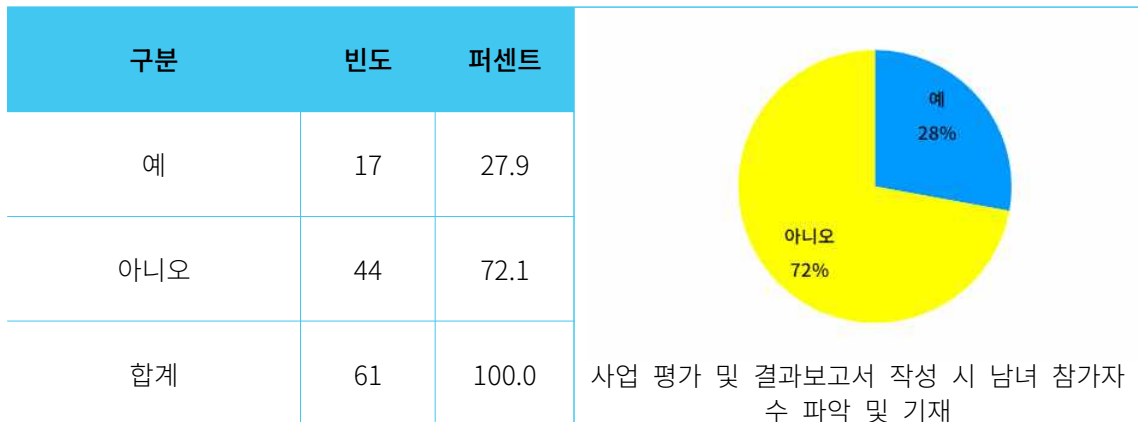 구분 빈도 퍼센트
예 17 27.9
아니오 44 72.1
합계 61 100.0
예
28%
아니오
72%
사업 평가 및 결과보고서 작성 시 남녀 참가자
수 파악 및 기재